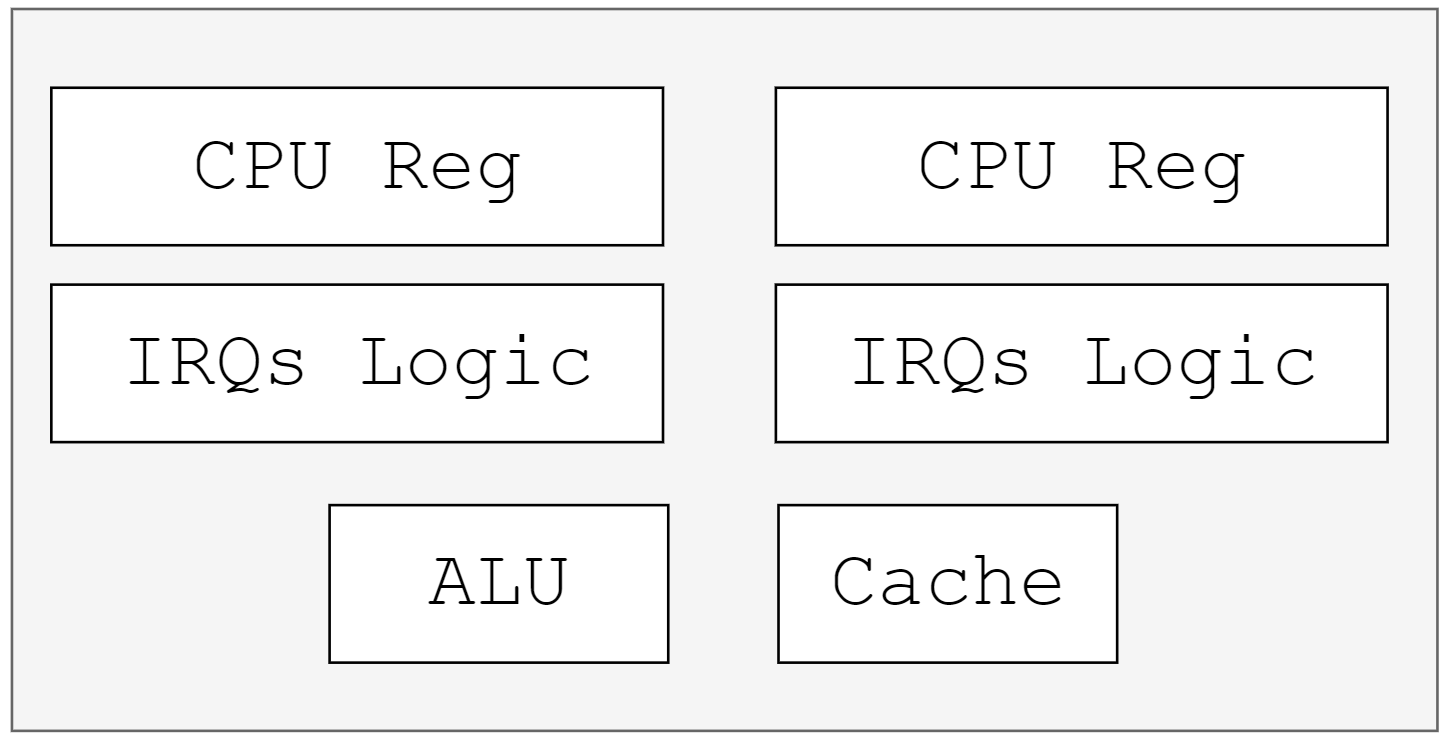 CPU Reg
CPU Reg
IRQs Logic
IRQs Logic
ALU
Cache